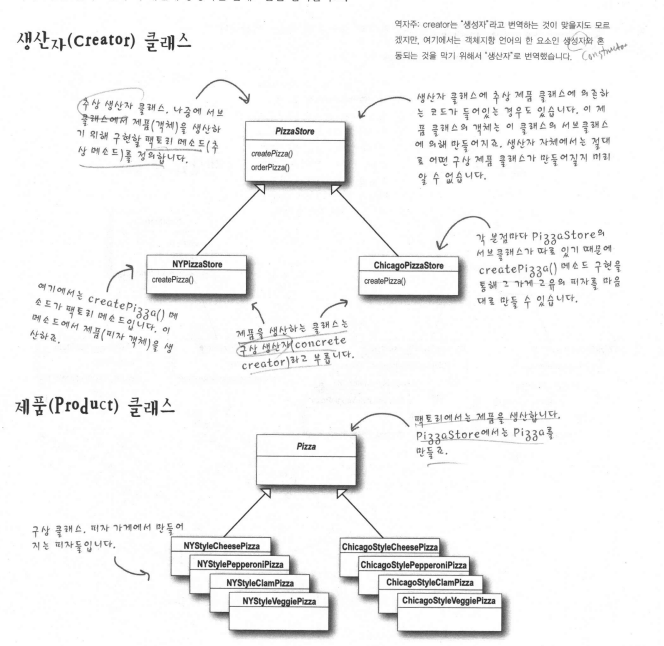 역자주: creator는 "생성자"라고 번역하는 것이 맞을지도 모르
겠지만, 여기에서는 객체지향 언어의 한 요소인 생성자와 혼
동되는 것을 막기 위해서 "생산자"로 번역했습니다.
Constructor
생산자(Creator) 클래스
추상 생산자 클래스. 나중에 서브
클래스에서 제품(객체)을 생산하
기 위해 구현할 팩토리 메소드(추
상 메소드)를 정의합니다.
PizzaStore
createPizza()
orderPizza()
생산자 클래스에 추상 제품 클래스에 의존하
는 코드가 들어있는 경우도 있습니다. 이 제
품 클래스의 객체는 이 클래스의 서브클래스
에 의해 만들어지죠. 생산자 자체에서는 절대
로 어떤 구상 제품 클래스가 만들어질지 미리
알 수 없습니다.
NYPizzaStore
createPizza()
ChicagoPizzaStore
createPizza()
각 분점마다 PizzaStore의
서브클래스가 따로 있기 때문에
createPizza() 메소드 구현을
통해 그 가게 고유의 피자를 마음
대로 만들 수 있습니다.
여기에서는 createPizza() 메
소드가 팩토리 메소드입니다. 이
메소드에서 제품(피자 객체)을 생
산하죠.
제품을 생산하는 클래스는
구상 생산자(concrete
creator)라고 부릅니다.
제품(Product) 클래스
Pizza
팩토리에서는 제품을 생산합니다.
PizzaStore에서는 Pizza를
만들죠.
구상 클래스. 피자 가게에서 만들어
지는 피자들입니다.
NYStyleCheesePizza
NYStylePepperoniPizza
NYStyleClamPizza
NYStyleVeggiePizza
ChicagoStyleCheesePizza
ChicagoStylePepperoniPizza
ChicagoStyleClamPizza
ChicagoStyleVeggiePizza